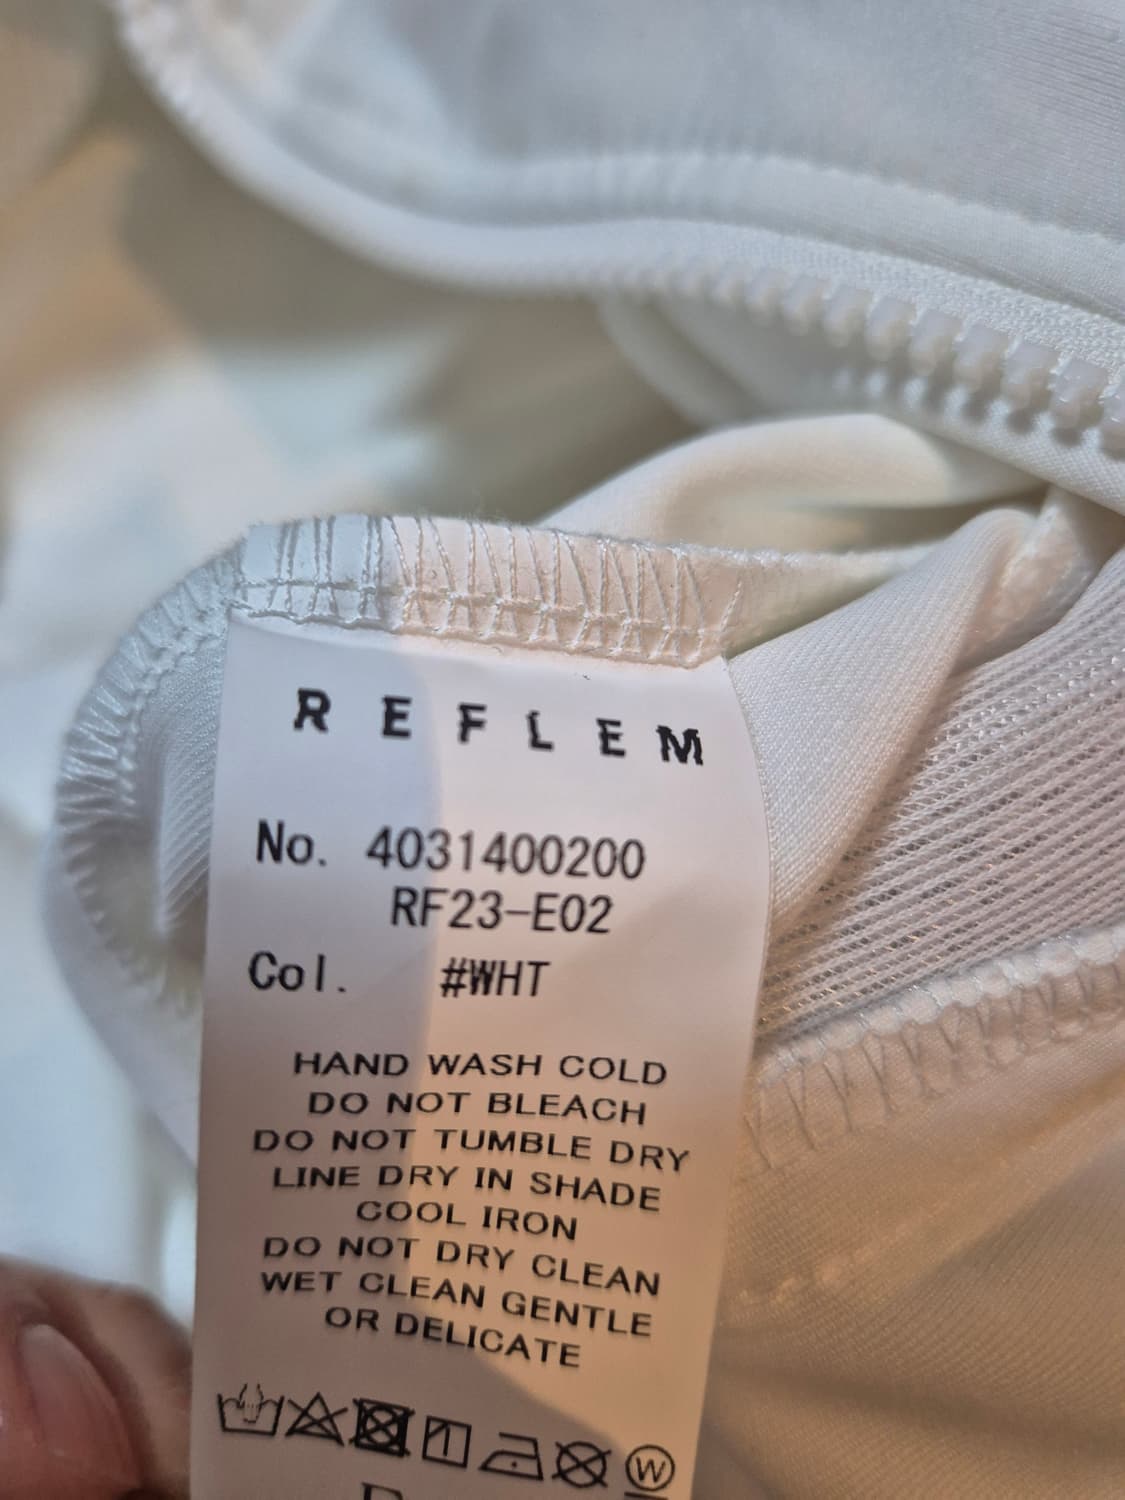 REFLEM
No. 4031400200
RF23-E02
Col. #WHT
HAND WASH COLD
DO NOT BLEACH
DO NOT TUMBLE DRY
LINE DRY IN SHADE
COOL IRON
DO NOT DRY CLEAN
WET CLEAN GENTLE
OR DELICATE
W